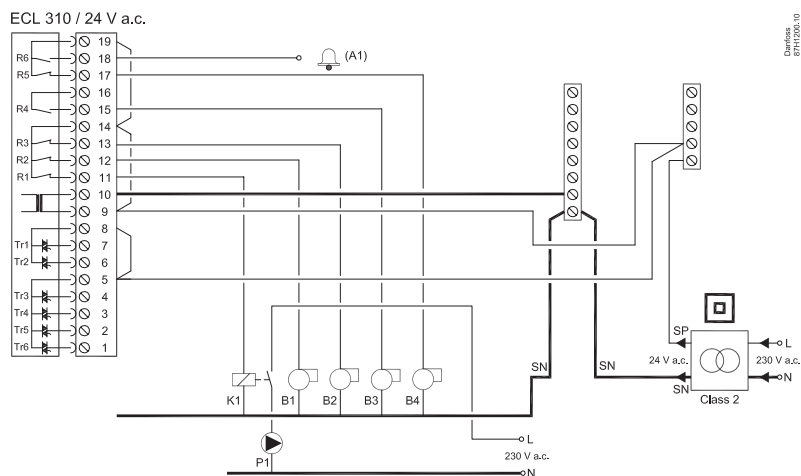 ECL 310 / 24 V a.c.
Danfoss
87H1200.10
19
R6 18 (A1)
R5 17
16
R4 15
14
R3 13
R2 12
R1 11
10
9
8
Tr1 7
Tr2 6
5
Tr3 4
Tr4 3
Tr5 2
Tr6 1
SP L
24 V a.c. 230 V a.c.
SN SN SN N
Class 2
K1 B1 B2 B3 B4
L
230 V a.c.
P1
N